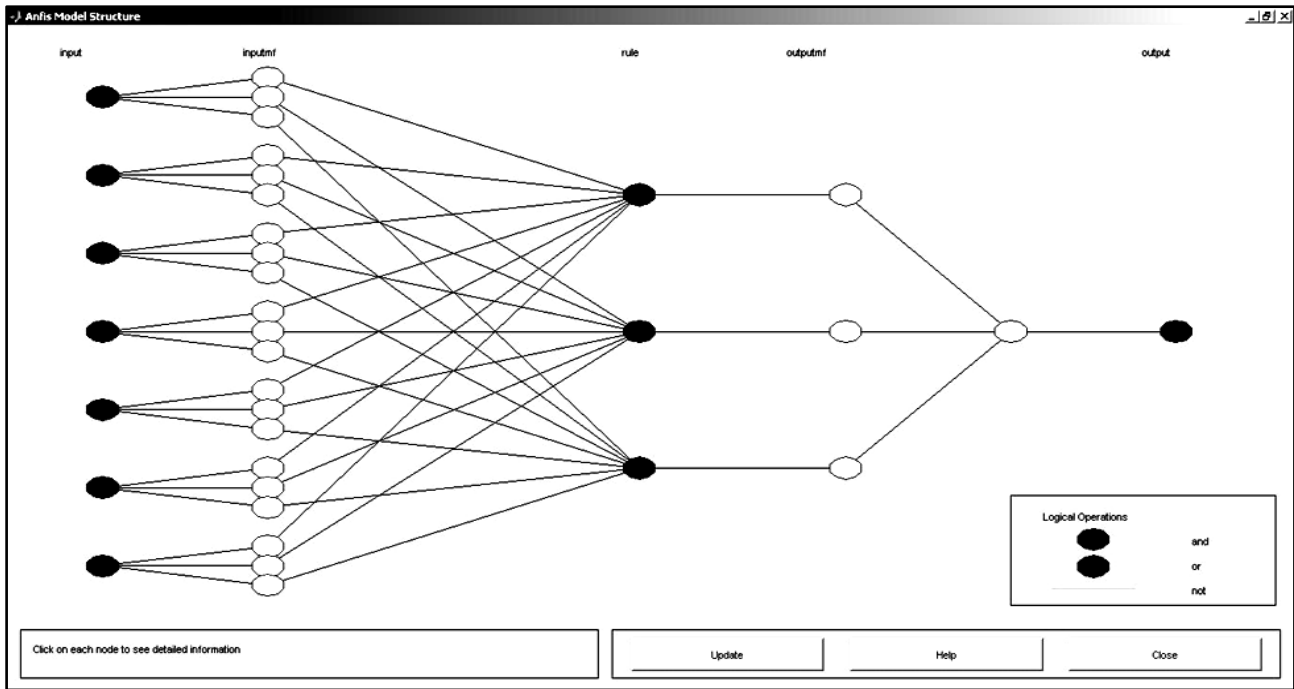 Anfis Model Structure
input
inputmf
rule
outputmf
output
Logical Operations
and
or
not
Click on each node to see detailed information
Update
Help
Close